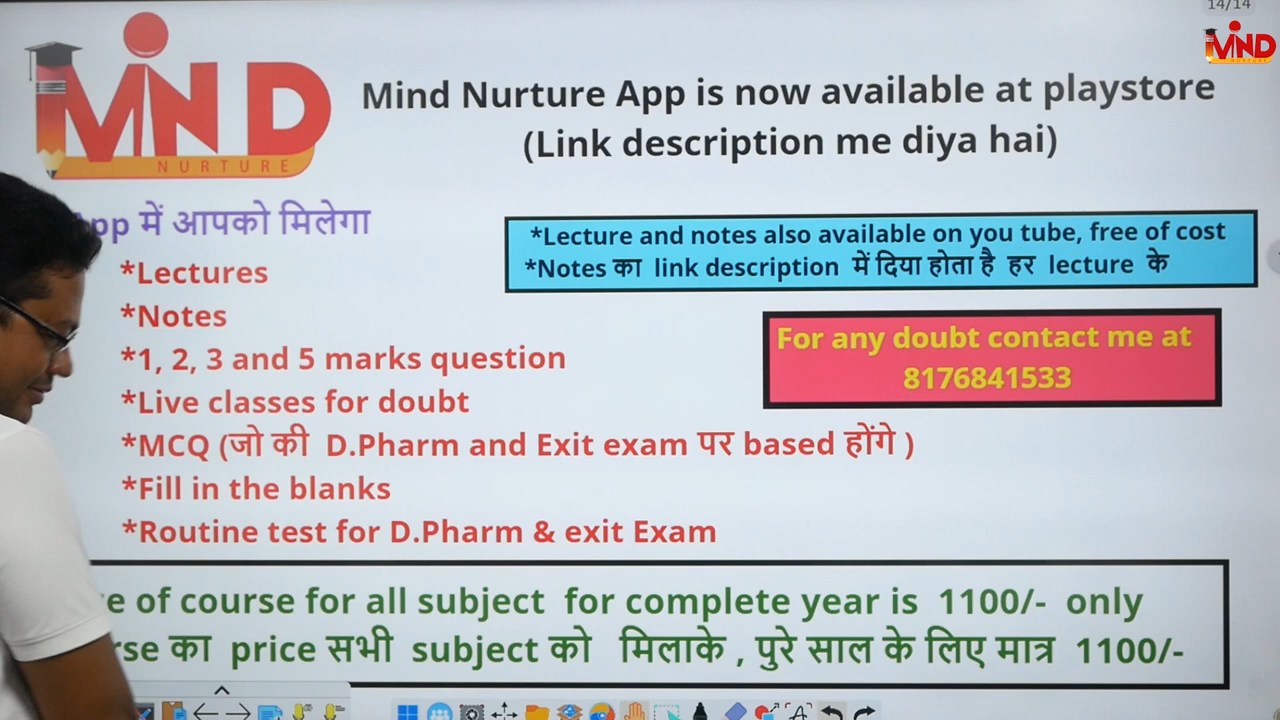 14/14
MIND
NURTURE
MIND
NURTURE
Mind Nurture App is now available at playstore
(Link description me diya hai)
में आपको मिलेगा
*Lectures
*Notes
*1, 2, 3 and 5 marks question
*Live classes for doubt
*MCQ (जो की D.Pharm and Exit exam पर based होंगे )
*Fill in the blanks
*Routine test for D.Pharm & exit Exam
*Lecture and notes also available on you tube, free of cost
*Notes का link description में दिया होता है हर lecture के
For any doubt contact me at
8176841533
of course for all subject for complete year is 1100/- only
का price सभी subject को मिलाके , पुरे साल के लिए मात्र 1100/-